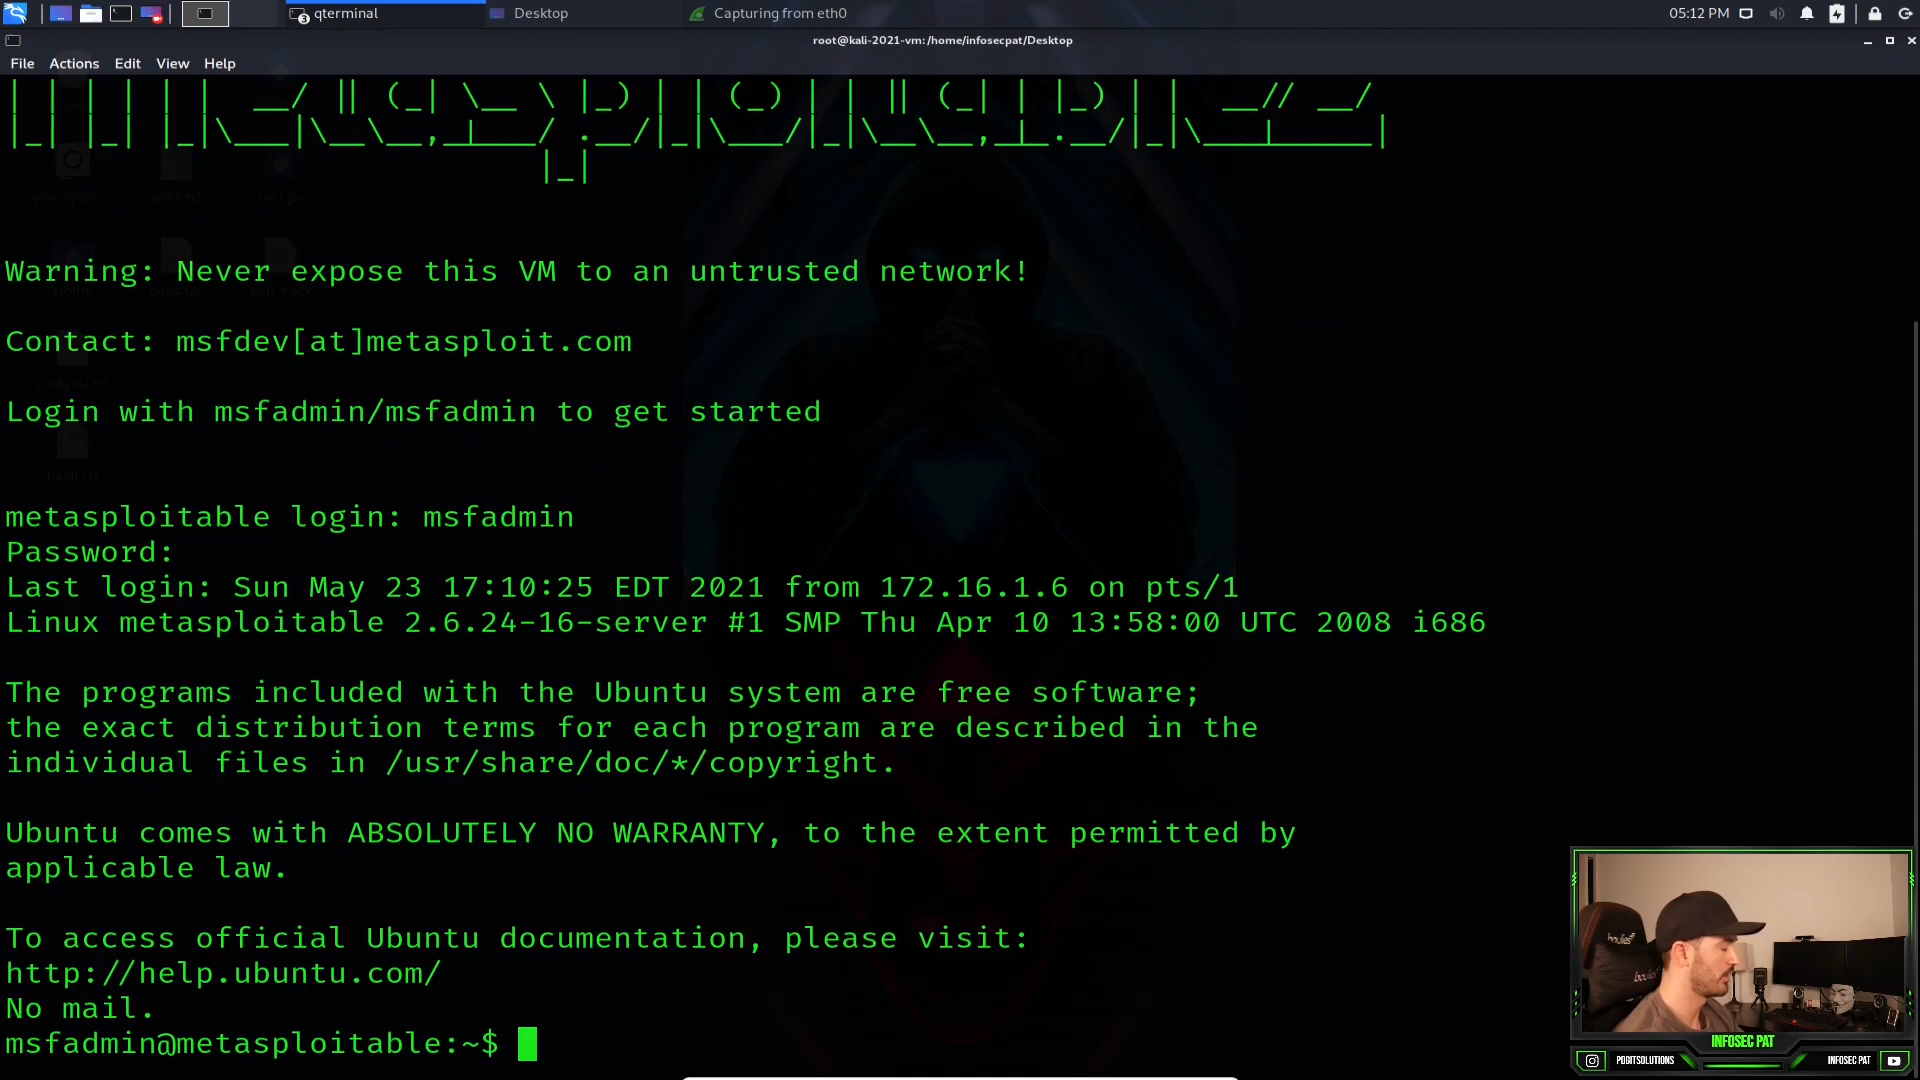 qterminal
3
Desktop
Capturing from eth0
05:12 PM
root@kali-2021-vm:/home/infosecpat/Desktop
File Actions Edit View Help
Warning: Never expose this VM to an untrusted network!
Contact: msfdev[at]metasploit.com
Login with msfadmin/msfadmin to get started
metasploitable login: msfadmin
Password:
Last login: Sun May 23 17:10:25 EDT 2021 from 172.16.1.6 on pts/1
Linux metasploitable 2.6.24-16-server #1 SMP Thu Apr 10 13:58:00 UTC 2008 i686
The programs included with the Ubuntu system are free software;
the exact distribution terms for each program are described in the
individual files in /usr/share/doc/*/copyright.
Ubuntu comes with ABSOLUTELY NO WARRANTY, to the extent permitted by
applicable law.
To access official Ubuntu documentation, please visit:
http://help.ubuntu.com/
No mail.
msfadmin@metasploitable:~$
INFOSEC PAT
PDDITSOLUTIONS
INFOSEC PAT